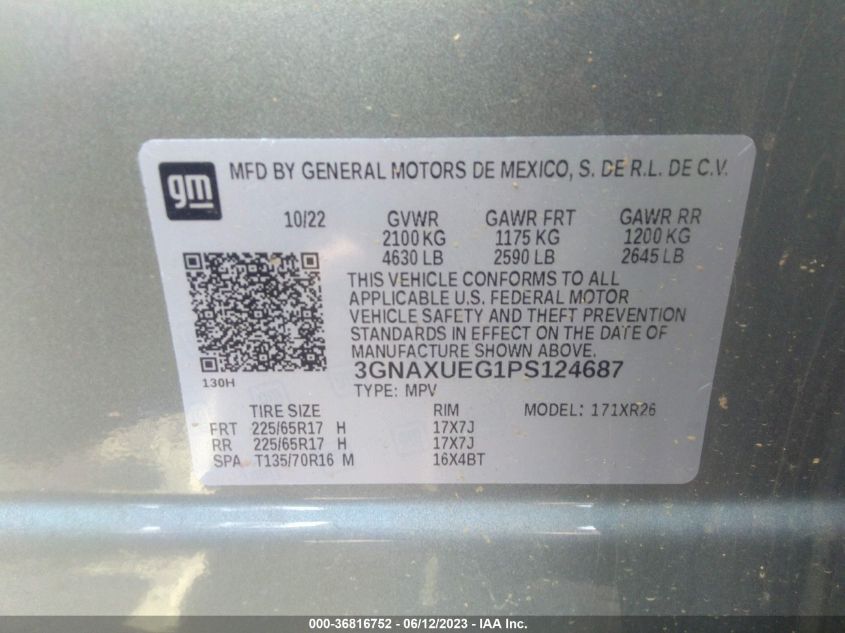 gm
MFD BY GENERAL MOTORS DE MEXICO, S. DE R.L. DE C.V.
10/22 GVWR GAWR FRT GAWR RR
2100 KG 1175 KG 1200 KG
4630 LB 2590 LB 2645 LB
THIS VEHICLE CONFORMS TO ALL
APPLICABLE U.S. FEDERAL MOTOR
VEHICLE SAFETY AND THEFT PREVENTION
STANDARDS IN EFFECT ON THE DATE OF
MANUFACTURE SHOWN ABOVE.
3GNAXUEG1PS124687
130H
TYPE: MPV
TIRE SIZE RIM MODEL: 171XR26
FRT 225/65R17 H 17X7J
RR 225/65R17 H 17X7J
SPA T135/70R16 M 16X4BT
000-36816752 - 06/12/2023 - IAAI.com